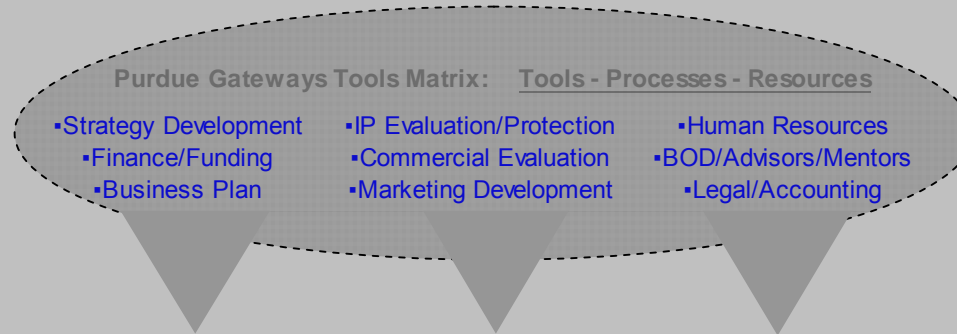 Purdue Gateways Tools Matrix: Tools - Processes - Resources
▪Strategy Development ▪IP Evaluation/Protection ▪Human Resources
▪Finance/Funding ▪Commercial Evaluation ▪BOD/Advisors/Mentors
▪Business Plan ▪Marketing Development ▪Legal/Accounting